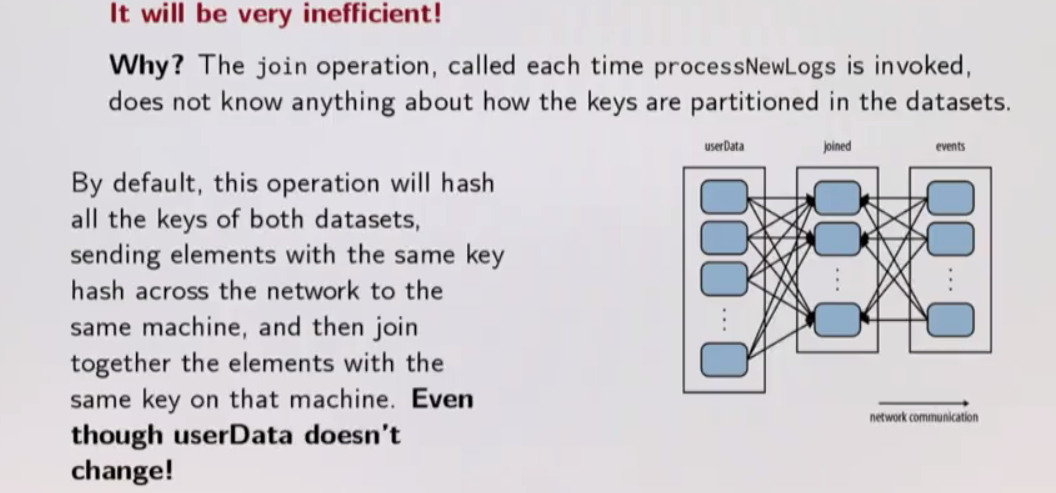 It will be very inefficient!
Why? The join operation, called each time processNewLogs is invoked,
does not know anything about how the keys are partitioned in the datasets.
By default, this operation will hash
all the keys of both datasets,
sending elements with the same key
hash across the network to the
same machine, and then join
together the elements with the
same key on that machine. Even
though userData doesn't
change!
userData
joined
events
network communication